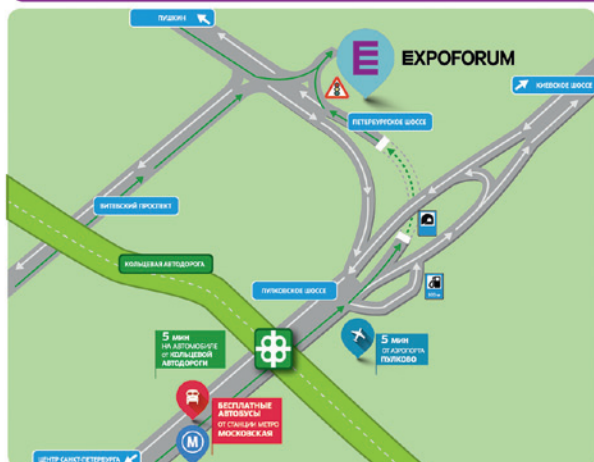 ПУШКИН
EXPOFORUM
КИЕВСКОЕ ШОССЕ
ПЕТЕРБУРГСКОЕ ШОССЕ
ВИТЕБСКИЙ ПРОСПЕКТ
КОЛЬЦЕВАЯ АВТОДОРОГА
ПУЛКОВСКОЕ ШОССЕ
5 МИН
НА АВТОМОБИЛЕ
от КОЛЬЦЕВОЙ
АВТОДОРОГИ
5 МИН
ОТ АЭРОПОРТА
ПУЛКОВО
БЕСПЛАТНЫЕ
АВТОБУСЫ
ОТ СТАНЦИИ МЕТРО
МОСКОВСКАЯ
М
ЦЕНТР САНКТ-ПЕТЕРБУРГА